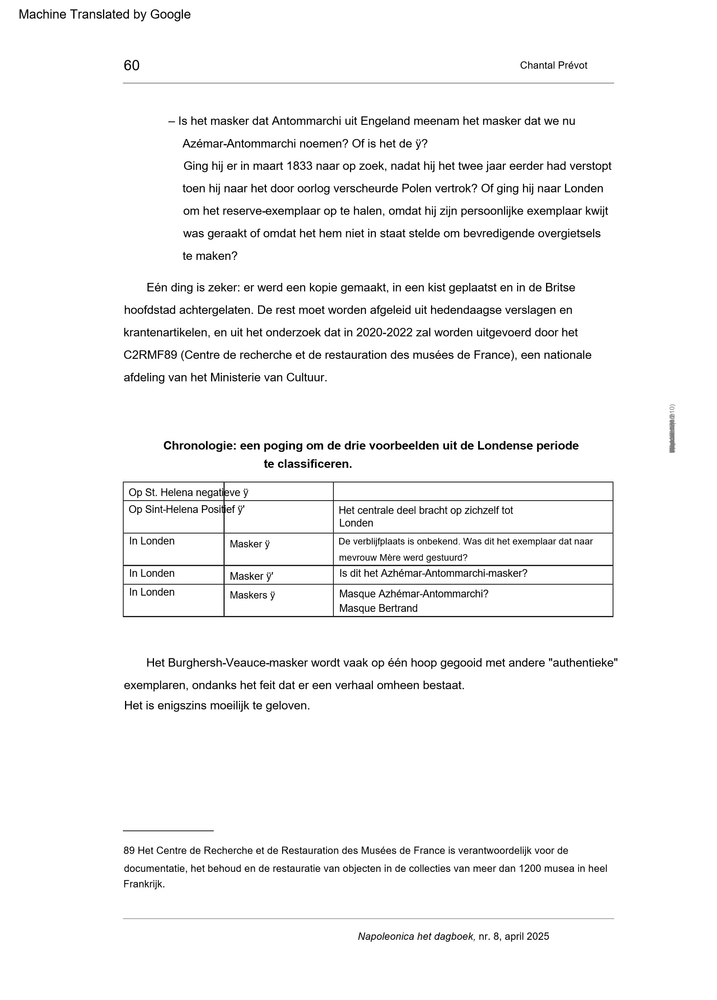 Machine Translated by Google
60
Chantal Prévot
– Is het masker dat Antommarchi uit Engeland meenam het masker dat we nu
Azémar-Antommarchi noemen? Of is het de ÿ?
Ging hij er in maart 1833 naar op zoek, nadat hij het twee jaar eerder had verstopt
toen hij naar het door oorlog verscheurde Polen vertrok? Of ging hij naar Londen
om het reserve-exemplaar op te halen, omdat hij zijn persoonlijke exemplaar kwijt
was geraakt of omdat het hem niet in staat stelde om bevredigende overgietsels
te maken?
Eén ding is zeker: er werd een kopie gemaakt, in een kist geplaatst en in de Britse
hoofdstad achtergelaten. De rest moet worden afgeleid uit hedendaagse verslagen en
krantenartikelen, en uit het onderzoek dat in 2020-2022 zal worden uitgevoerd door het
C2RMF89 (Centre de recherche et de restauration des musées de France), een nationale
afdeling van het Ministerie van Cultuur.
Chronologie: een poging om de drie voorbeelden uit de Londense periode
te classificeren.
Op St. Helena negatieve ÿ
Op Sint-Helena Positief ÿ'
Het centrale deel bracht op zichzelf tot
Londen
In Londen
Masker ÿ
De verblijfplaats is onbekend. Was dit het exemplaar dat naar
mevrouw Mère werd gestuurd?
In Londen
Masker ÿ'
Is dit het Azhémar-Antommarchi-masker?
In Londen
Maskers ÿ
Masque Azhémar-Antommarchi?
Masque Bertrand
Het Burghersh-Veauce-masker wordt vaak op één hoop gegooid met andere "authentieke"
exemplaren, ondanks het feit dat er een verhaal omheen bestaat.
Het is enigszins moeilijk te geloven.
89 Het Centre de Recherche et de Restauration des Musées de France is verantwoordelijk voor de
documentatie, het behoud en de restauratie van objecten in de collecties van meer dan 1200 musea in heel
Frankrijk.
Napoleonica het dagboek, nr. 8, april 2025